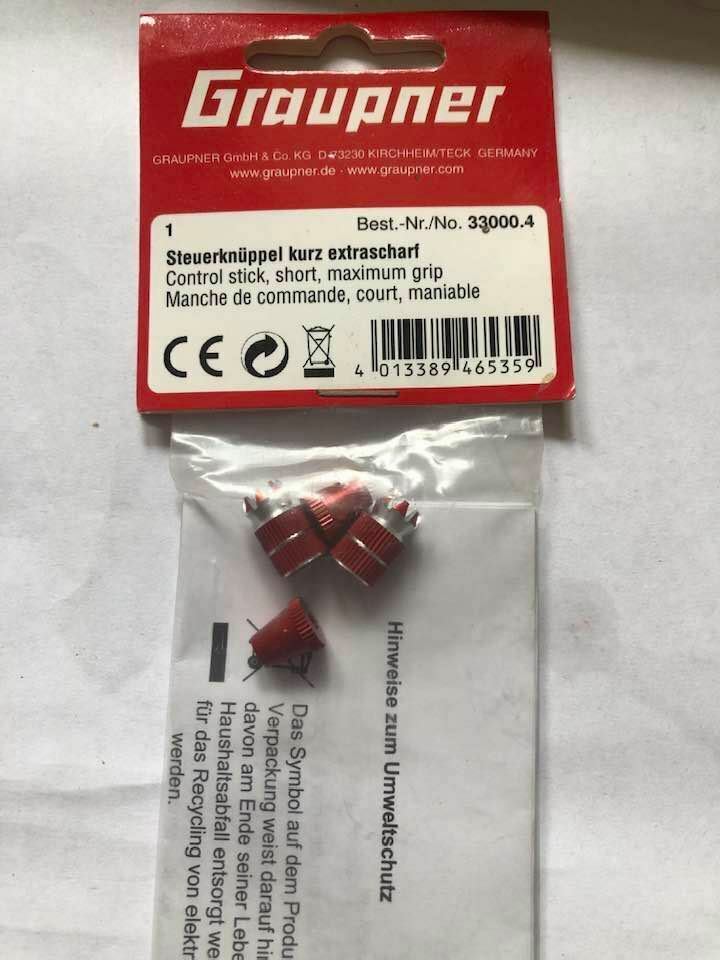 Graupner
GRAUPNER GmbH & Co. KG D-73230 KIRCHHEIM/TECK GERMANY
www.graupner.de · www.graupner.com
1 Best.-Nr./No. 33000.4
Steuerknüppel kurz extrascharf
Control stick, short, maximum grip
Manche de commande, court, maniable
CE
4 013389 465359
Hinweise zum Umweltschutz
Das Symbol auf dem Produ
Verpackung weist darauf hin
davon am Ende seiner Lebe
Haushaltsabfall entsorgt we
für das Recycling von elektr
werden.